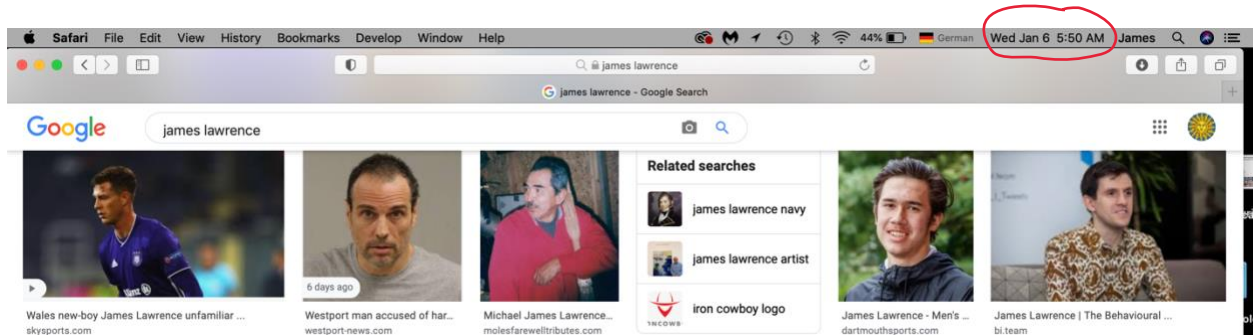 Safari File Edit View History Bookmarks Develop Window Help 44% German Wed Jan 6 5:50 AM James
james lawrence
james lawrence - Google Search
Google james lawrence
Related searches
james lawrence navy
james lawrence artist
iron cowboy logo
6 days ago
Wales new-boy James Lawrence unfamiliar ...
skysports.com
Westport man accused of har...
westport-news.com
Michael James Lawrence...
molesfarewelltributes.com
James Lawrence - Men's ...
dartmouthsports.com
James Lawrence | The Behavioural ...
bi.team